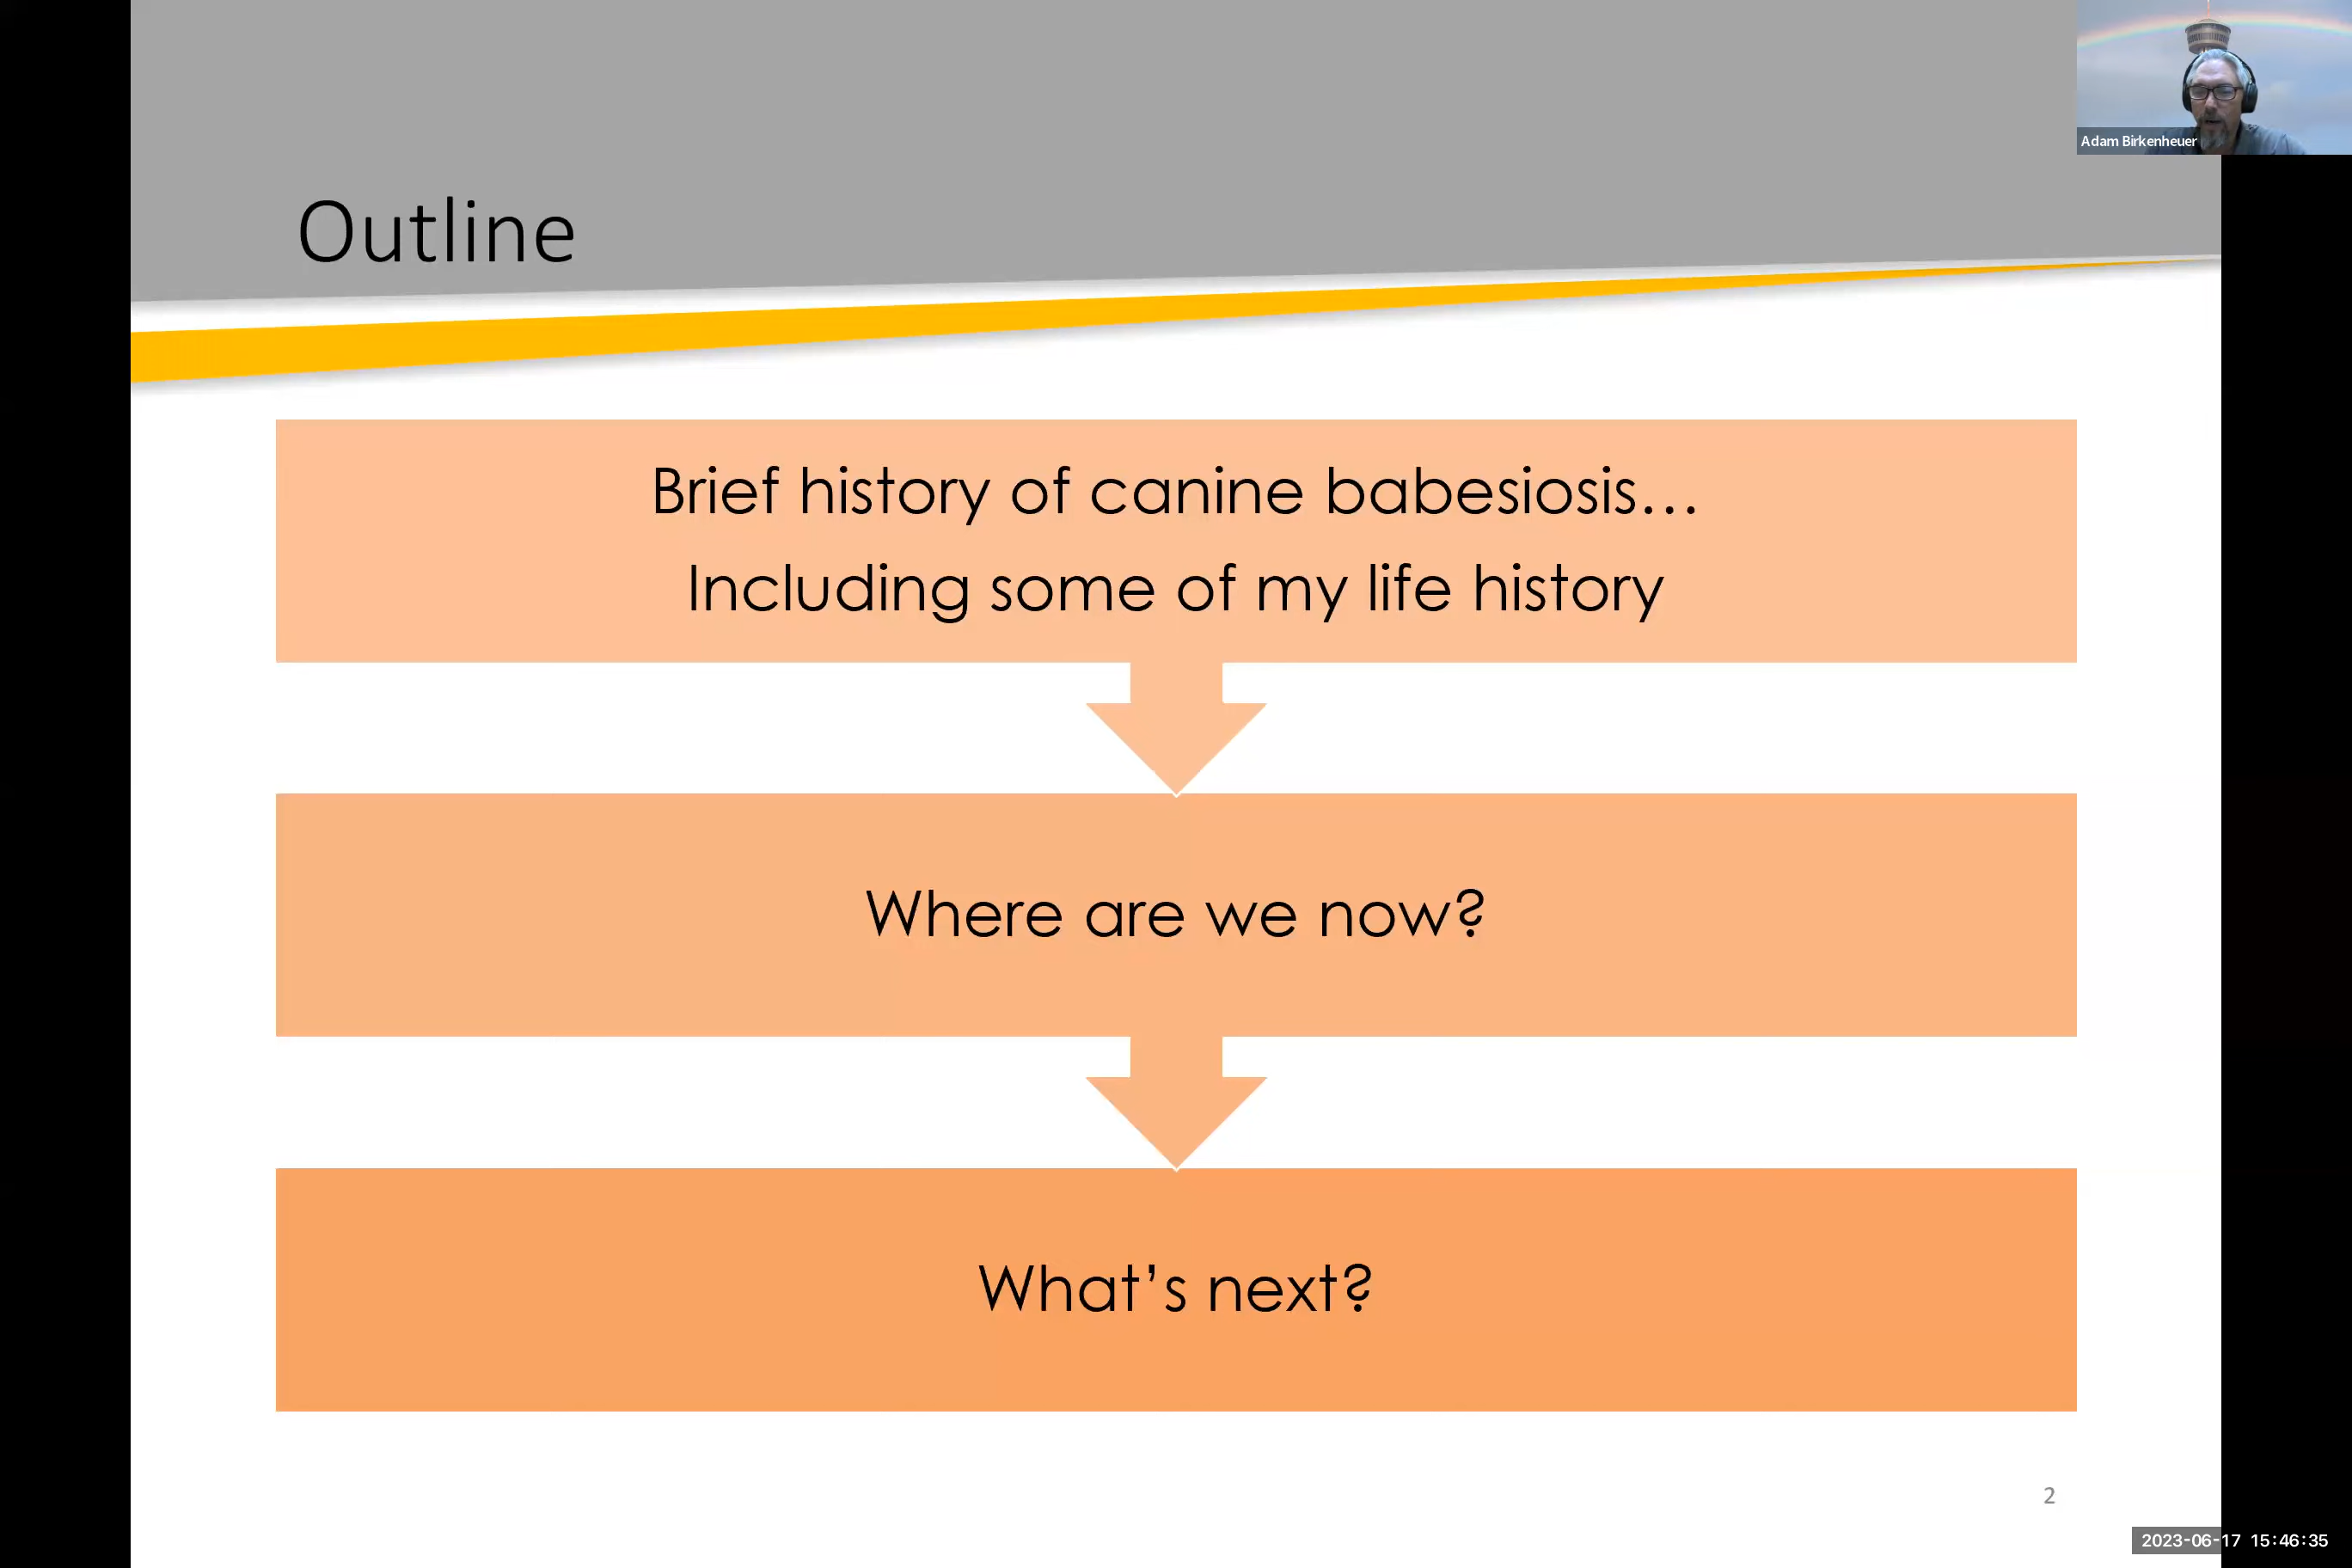 Adam Birkenheuer
Outline
Brief history of canine babesiosis…
Including some of my life history
Where are we now?
What's next?
2
2023-06-17 15:46:35